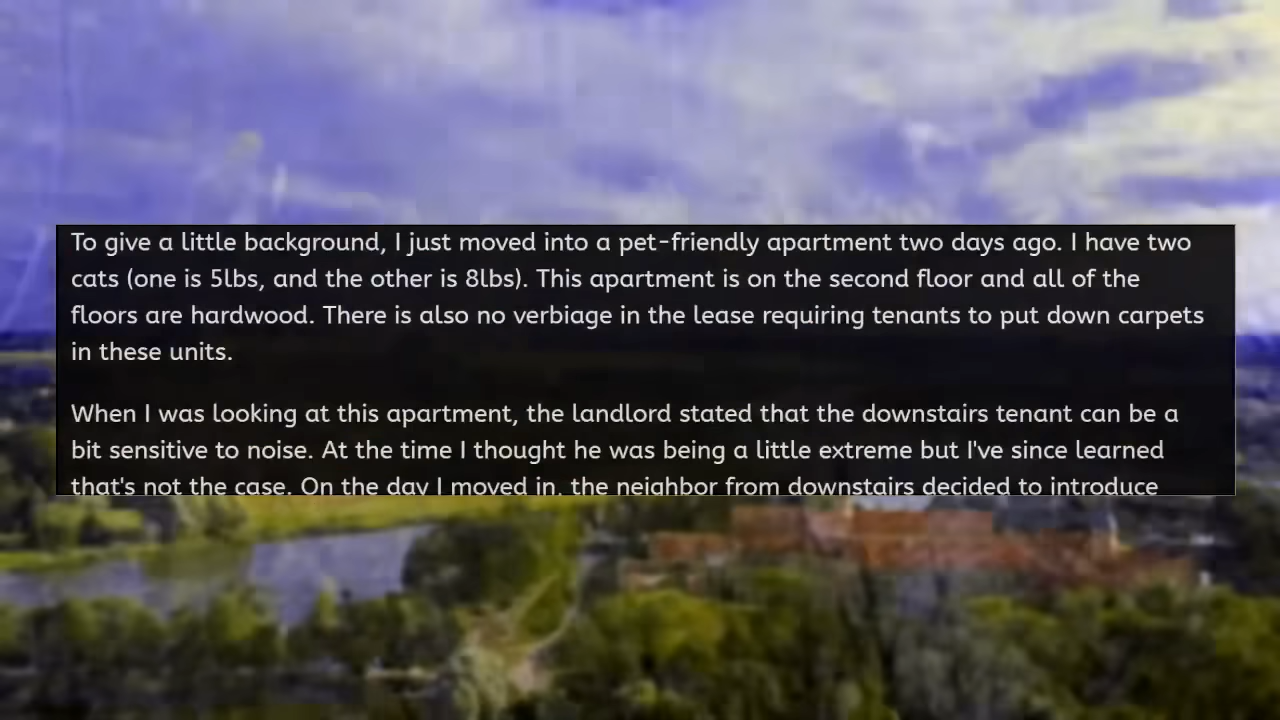 To give a little background, I just moved into a pet-friendly apartment two days ago. I have two
cats (one is 5lbs, and the other is 8lbs). This apartment is on the second floor and all of the
floors are hardwood. There is also no verbiage in the lease requiring tenants to put down carpets
in these units.
When I was looking at this apartment, the landlord stated that the downstairs tenant can be a
bit sensitive to noise. At the time I thought he was being a little extreme but I've since learned
that's not the case. On the day I moved in, the neighbor from downstairs decided to introduce